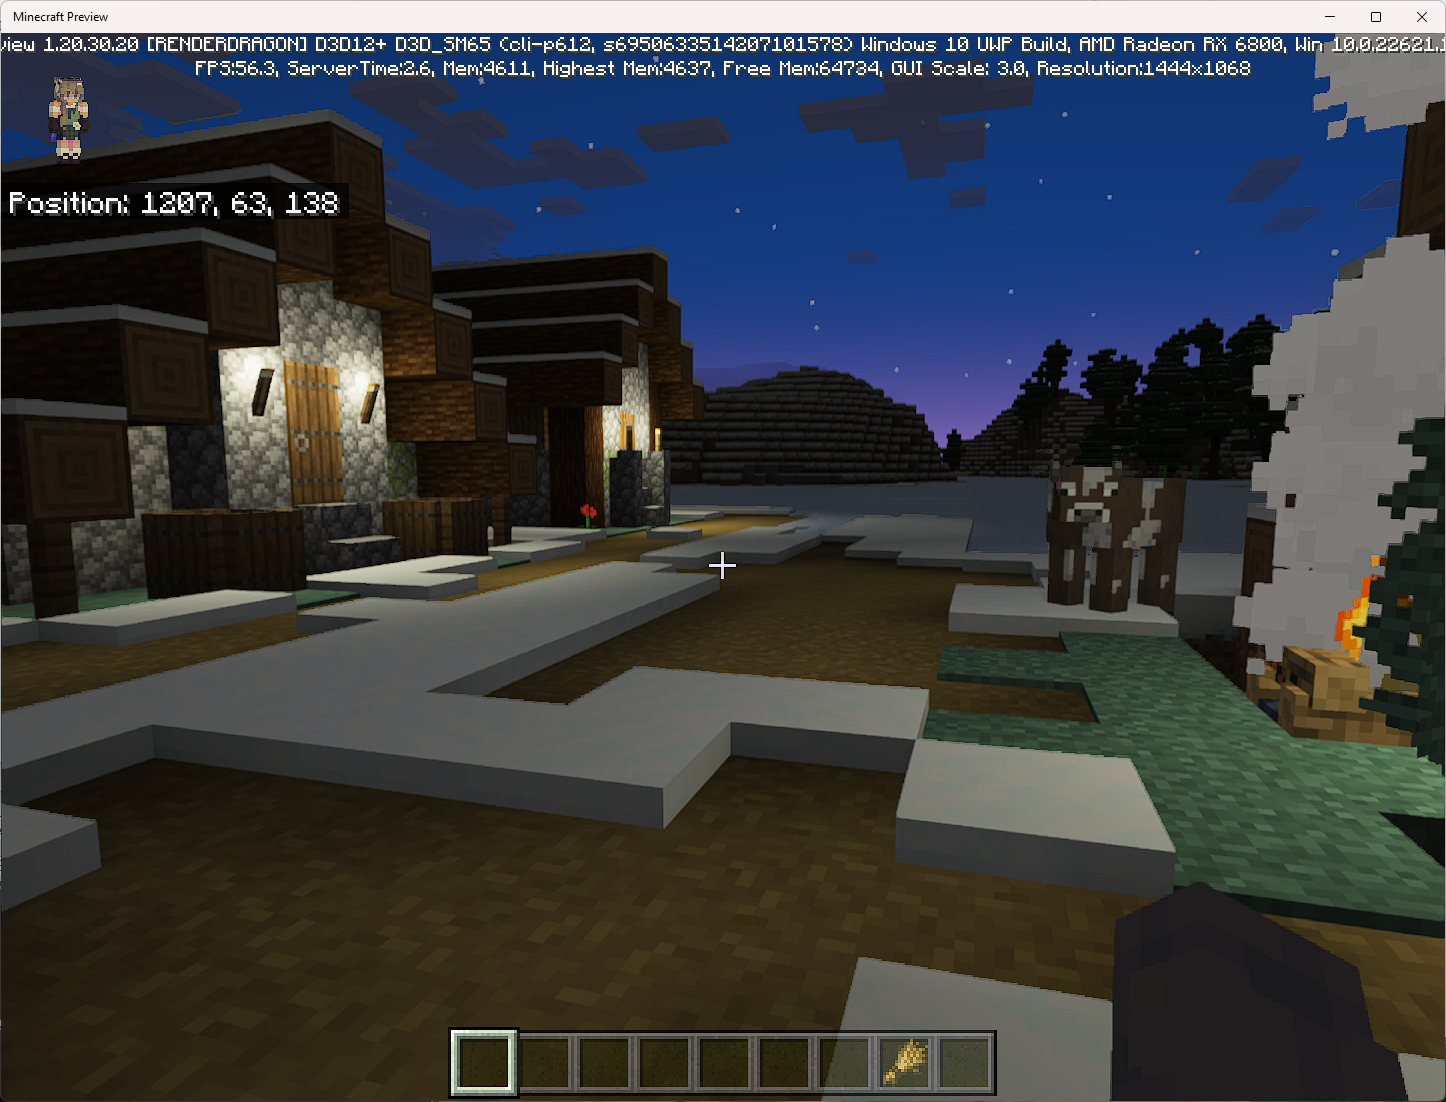 Minecraft Preview
view 1.20.30.20 [RENDERDRAGON] D3D12+ D3D_SM65 (cli-p612, s6950633514207101578) Windows 10 UWP Build, AMD Radeon RX 6800, Win 10.0.22621.1
FPS:56.3, ServerTime:2.6, Mem:4611, Highest Mem:4637, Free Mem:64734, GUI Scale: 3.0, Resolution:1444x1068
Position: 1207, 63, 138